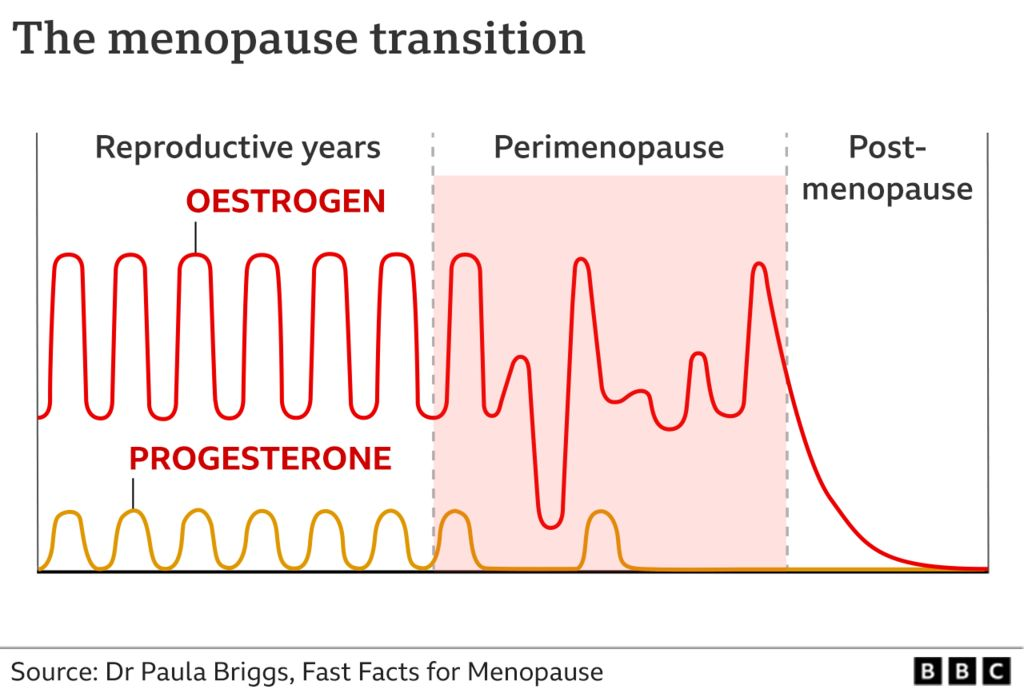 The menopause transition
Reproductive years
Perimenopause
Post-
menopause
OESTROGEN
PROGESTERONE
Source: Dr Paula Briggs, Fast Facts for Menopause
BBC